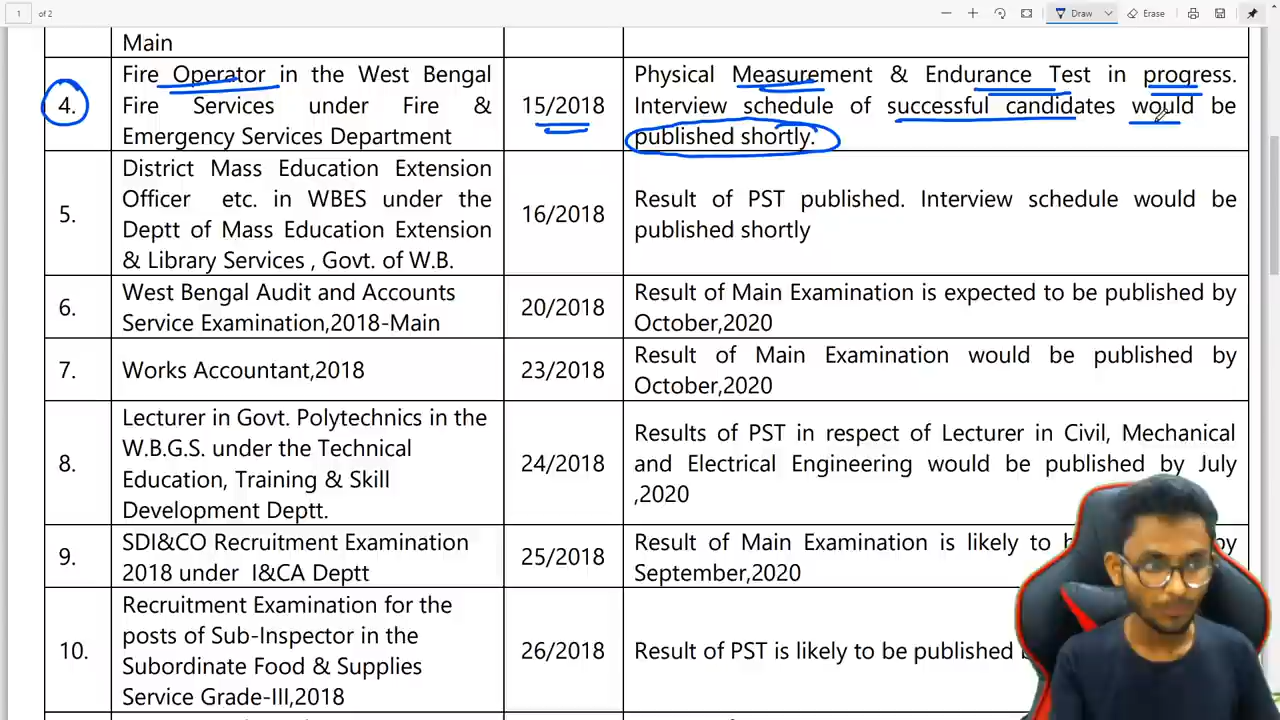 1 of 2
Draw
Erase
Main
4.
Fire Operator in the West Bengal
Fire Services under Fire &
Emergency Services Department
15/2018
Physical Measurement & Endurance Test in progress.
Interview schedule of successful candidates would be
published shortly.
5.
District Mass Education Extension
Officer etc. in WBES under the
Deptt of Mass Education Extension
& Library Services , Govt. of W.B.
16/2018
Result of PST published. Interview schedule would be
published shortly
6.
West Bengal Audit and Accounts
Service Examination,2018-Main
20/2018
Result of Main Examination is expected to be published by
October,2020
7.
Works Accountant,2018
23/2018
Result of Main Examination would be published by
October,2020
8.
Lecturer in Govt. Polytechnics in the
W.B.G.S. under the Technical
Education, Training & Skill
Development Deptt.
24/2018
Results of PST in respect of Lecturer in Civil, Mechanical
and Electrical Engineering would be published by July
,2020
9.
SDI&CO Recruitment Examination
2018 under I&CA Deptt
25/2018
Result of Main Examination is likely to by
September,2020
10.
Recruitment Examination for the
posts of Sub-Inspector in the
Subordinate Food & Supplies
Service Grade-III,2018
26/2018
Result of PST is likely to be published